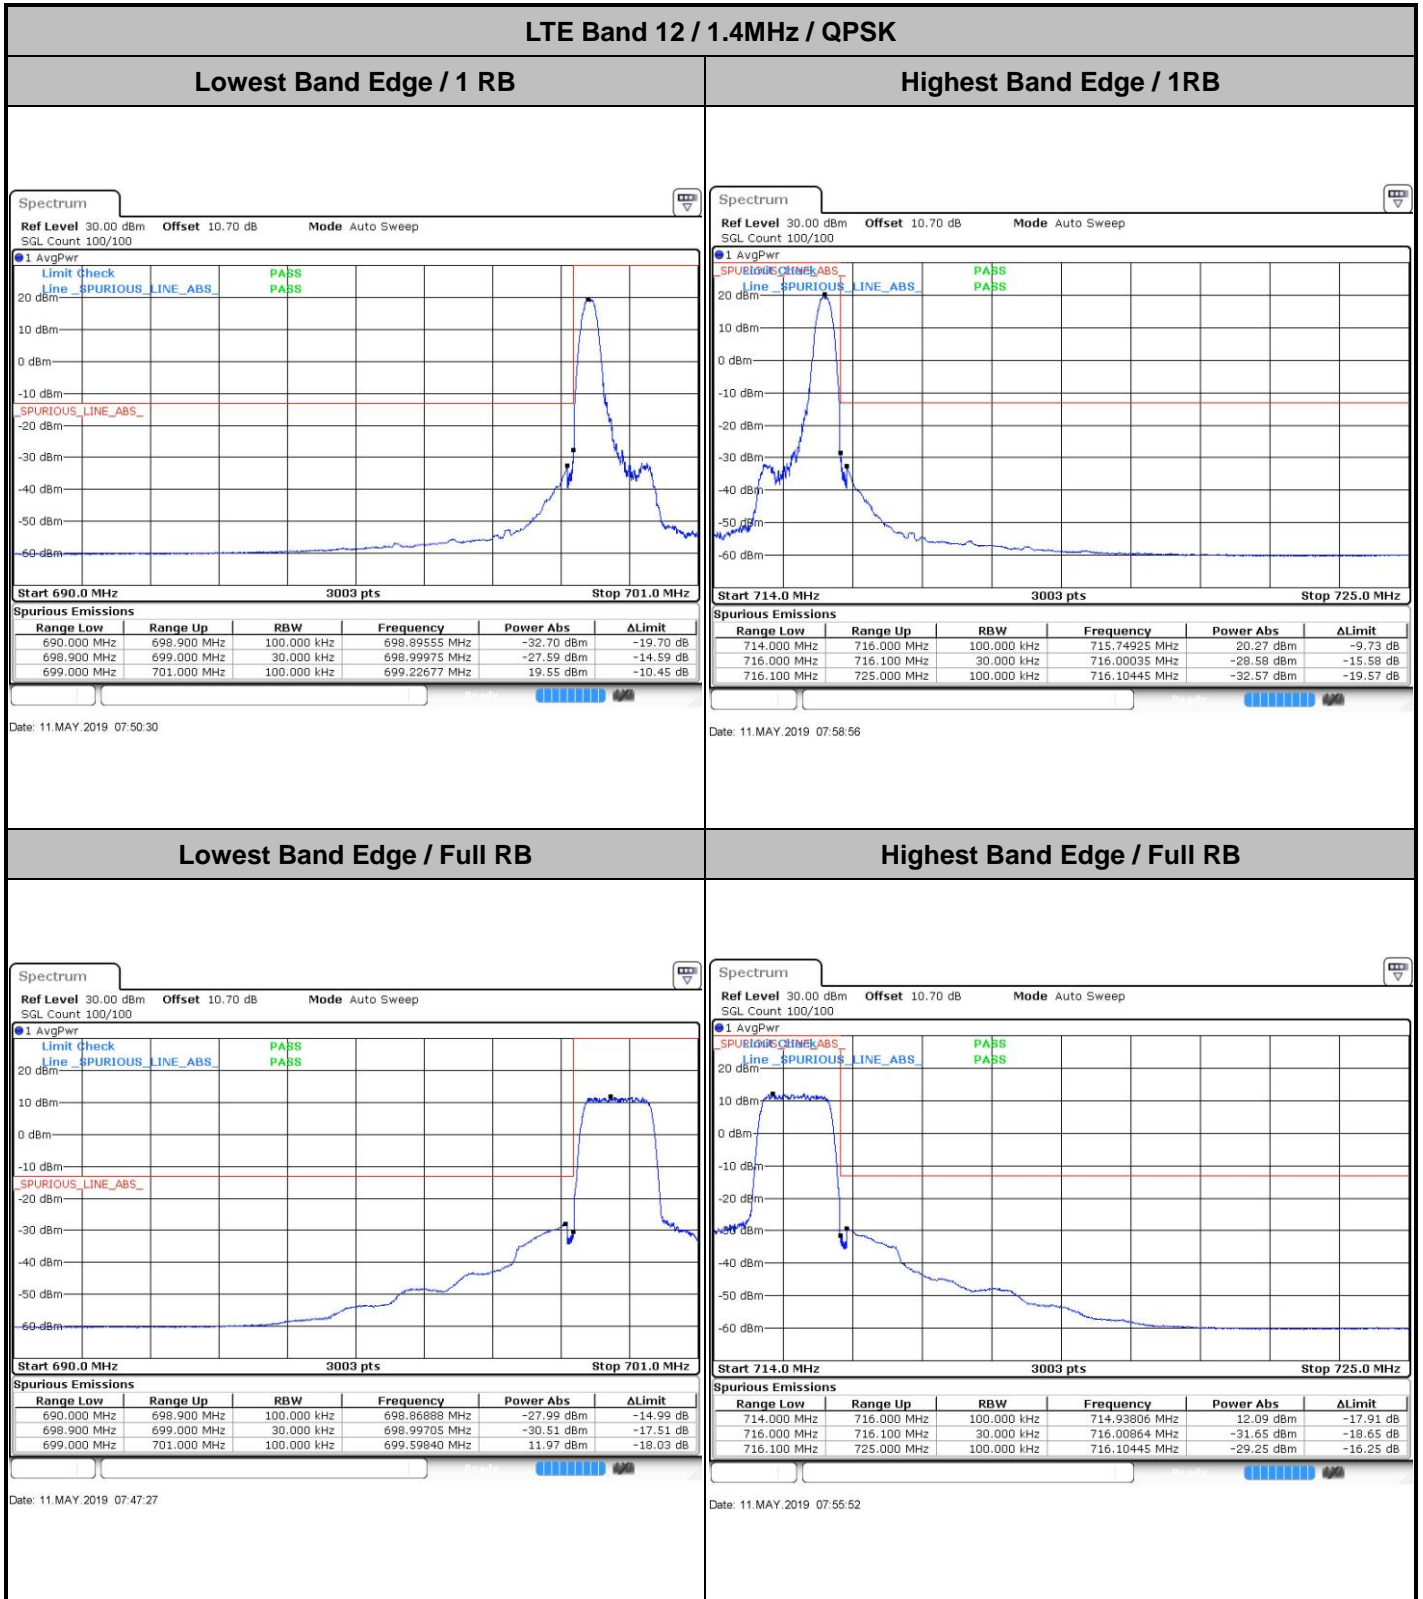 LTE Band 12 / 1.4MHz / QPSK
Lowest Band Edge / 1 RB
Highest Band Edge / 1RB
Spectrum
Ref Level 30.00 dBm Offset 10.70 dB Mode Auto Sweep
SGL Count 100/100
1 AvgPwr
Limit Check PASS
Line _SPURIOUS_LINE_ABS_ PASS
20 dBm
10 dBm
0 dBm
-10 dBm
_SPURIOUS_LINE_ABS_
-20 dBm
-30 dBm
-40 dBm
-50 dBm
-60 dBm
Start 690.0 MHz 3003 pts Stop 701.0 MHz
Spurious Emissions
Range Low Range Up RBW Frequency Power Abs ΔLimit
690.000 MHz 698.900 MHz 100.000 kHz 698.89555 MHz -32.70 dBm -19.70 dB
698.900 MHz 699.000 MHz 30.000 kHz 698.99975 MHz -27.59 dBm -14.59 dB
699.000 MHz 701.000 MHz 100.000 kHz 699.22677 MHz 19.55 dBm -10.45 dB
Ready
Date: 11.MAY.2019 07:50:30
Spectrum
Ref Level 30.00 dBm Offset 10.70 dB Mode Auto Sweep
SGL Count 100/100
1 AvgPwr
_SPURIOUS_LINE_ABS_
Limit Check PASS
Line _SPURIOUS_LINE_ABS_ PASS
20 dBm
10 dBm
0 dBm
-10 dBm
-20 dBm
-30 dBm
-40 dBm
-50 dBm
-60 dBm
Start 714.0 MHz 3003 pts Stop 725.0 MHz
Spurious Emissions
Range Low Range Up RBW Frequency Power Abs ΔLimit
714.000 MHz 716.000 MHz 100.000 kHz 715.74925 MHz 20.27 dBm -9.73 dB
716.000 MHz 716.100 MHz 30.000 kHz 716.00035 MHz -28.58 dBm -15.58 dB
716.100 MHz 725.000 MHz 100.000 kHz 716.10445 MHz -32.57 dBm -19.57 dB
Ready
Date: 11.MAY.2019 07:58:56
Lowest Band Edge / Full RB
Highest Band Edge / Full RB
Spectrum
Ref Level 30.00 dBm Offset 10.70 dB Mode Auto Sweep
SGL Count 100/100
1 AvgPwr
Limit Check PASS
Line _SPURIOUS_LINE_ABS_ PASS
20 dBm
10 dBm
0 dBm
-10 dBm
_SPURIOUS_LINE_ABS_
-20 dBm
-30 dBm
-40 dBm
-50 dBm
-60 dBm
Start 690.0 MHz 3003 pts Stop 701.0 MHz
Spurious Emissions
Range Low Range Up RBW Frequency Power Abs ΔLimit
690.000 MHz 698.900 MHz 100.000 kHz 698.86888 MHz -27.99 dBm -14.99 dB
698.900 MHz 699.000 MHz 30.000 kHz 698.99705 MHz -30.51 dBm -17.51 dB
699.000 MHz 701.000 MHz 100.000 kHz 699.59840 MHz 11.97 dBm -18.03 dB
Ready
Date: 11.MAY.2019 07:47:27
Spectrum
Ref Level 30.00 dBm Offset 10.70 dB Mode Auto Sweep
SGL Count 100/100
1 AvgPwr
_SPURIOUS_LINE_ABS_
Limit Check PASS
Line _SPURIOUS_LINE_ABS_ PASS
20 dBm
10 dBm
0 dBm
-10 dBm
-20 dBm
-30 dBm
-40 dBm
-50 dBm
-60 dBm
Start 714.0 MHz 3003 pts Stop 725.0 MHz
Spurious Emissions
Range Low Range Up RBW Frequency Power Abs ΔLimit
714.000 MHz 716.000 MHz 100.000 kHz 714.93806 MHz 12.09 dBm -17.91 dB
716.000 MHz 716.100 MHz 30.000 kHz 716.00864 MHz -31.65 dBm -18.65 dB
716.100 MHz 725.000 MHz 100.000 kHz 716.10445 MHz -29.25 dBm -16.25 dB
Ready
Date: 11.MAY.2019 07:55:52